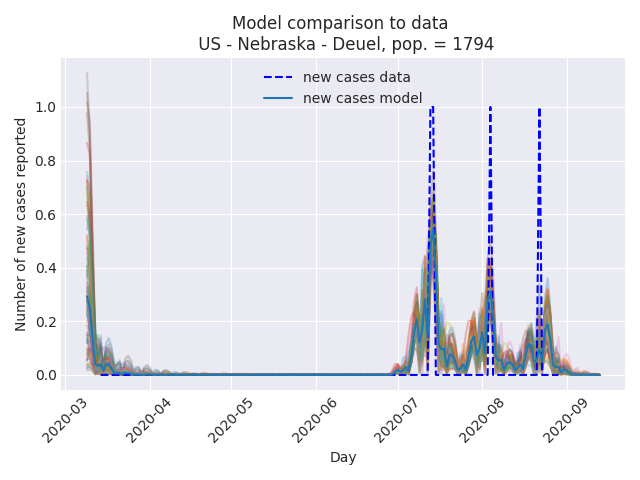 Model comparison to data
US - Nebraska - Deuel, pop. = 1794
new cases data
new cases model
Number of new cases reported
1.0
0.8
0.6
0.4
0.2
0.0
2020-03
2020-04
2020-05
2020-06
2020-07
2020-08
2020-09
Day